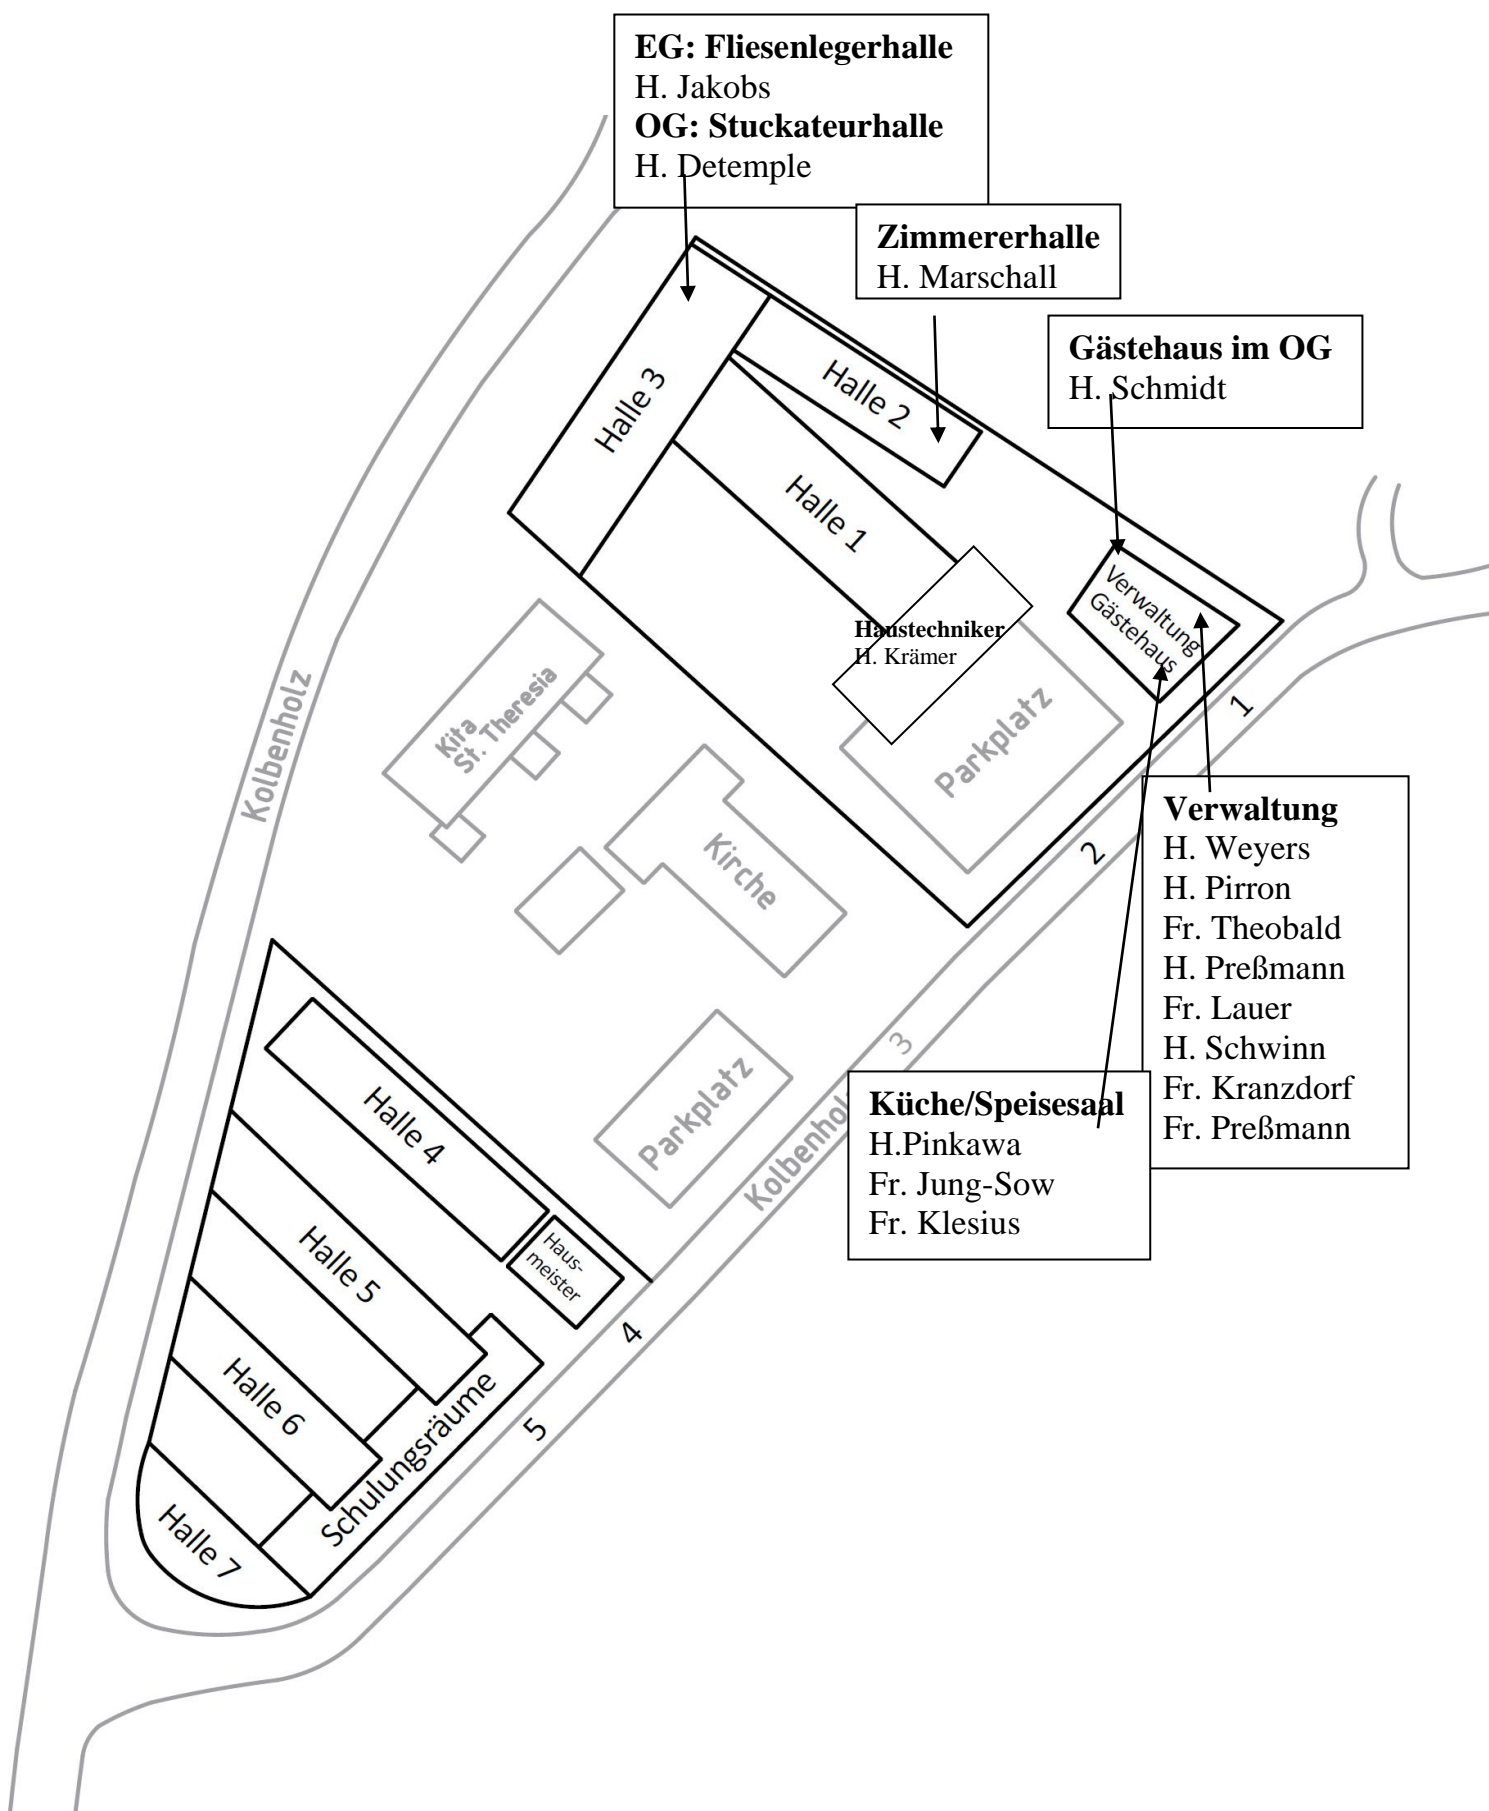 EG: Fliesenlegerhalle
H. Jakobs
OG: Stuckateurhalle
H. Detemple
Zimmererhalle
H. Marschall
Gästehaus im OG
H. Schmidt
Halle 3
Halle 2
Halle 1
Verwaltung
Gästehaus
Haustechniker
H. Krämer
Kita
St. Theresia
Kolbenholz
Parkplatz
1
Kirche
2
Verwaltung
H. Weyers
H. Pirron
Fr. Theobald
H. Preßmann
Fr. Lauer
H. Schwinn
Fr. Kranzdorf
Fr. Preßmann
3
Küche/Speisesaal
H.Pinkawa
Fr. Jung-Sow
Fr. Klesius
Parkplatz
Kolbenhol
Halle 4
Haus-
meister
Halle 5
4
Halle 6
5
Schulungsräume
Halle 7